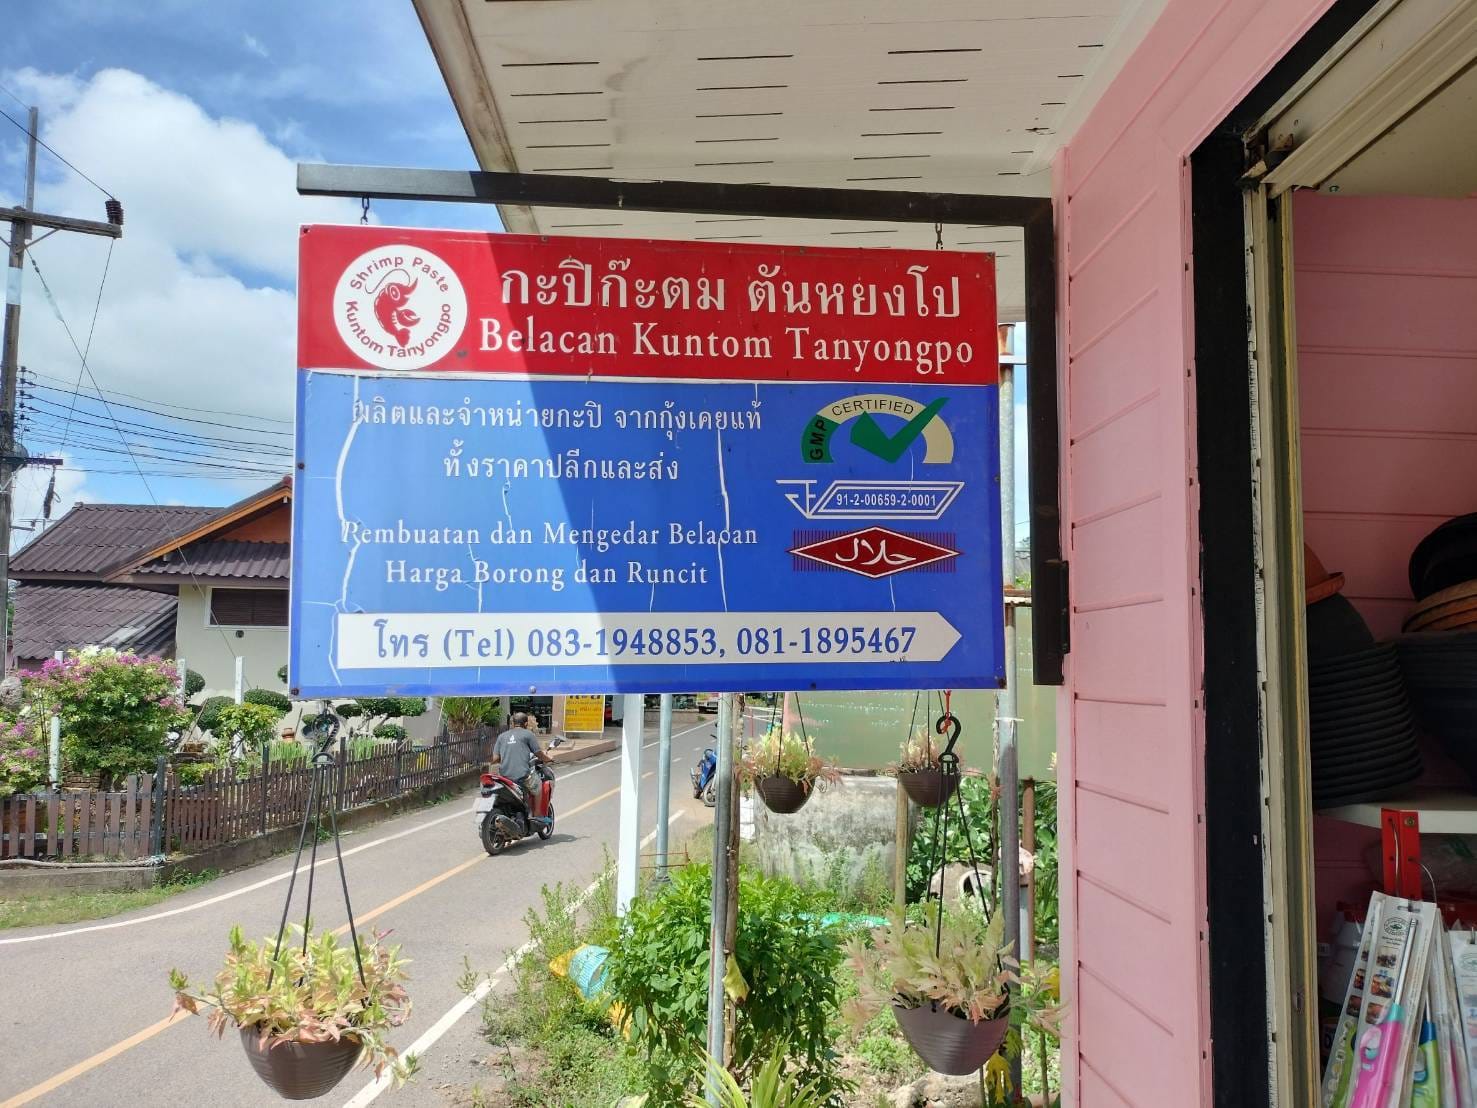 Shrimp Paste
Kuntom Tanyongpo
กะปิก๊ะตม ตันหยงโป
Belacan Kuntom Tanyongpo
ผลิตและจำหน่ายกะปิ จากกุ้งเคยแท้
ทั้งราคาปลีกและส่ง
Pembuatan dan Mengedar Belacan
Harga Borong dan Runcit
GMP CERTIFIED
91-2-00659-2-0001
حلال
โทร (Tel) 083-1948853, 081-1895467